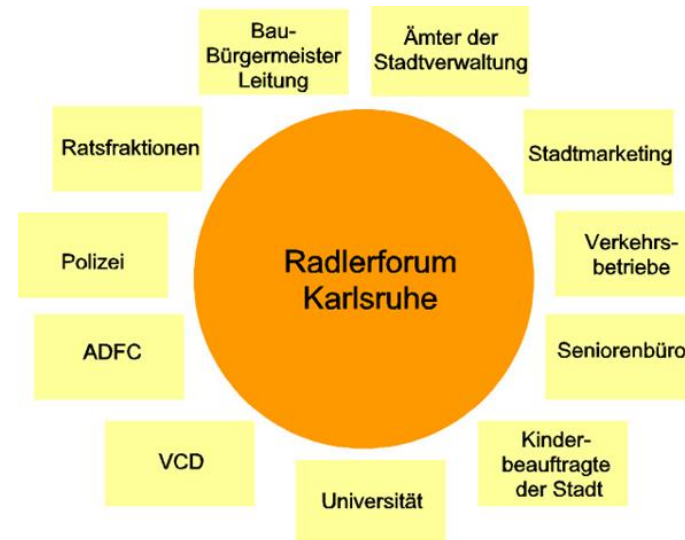 Bau-
Bürgermeister
Leitung
Ämter der
Stadtverwaltung
Ratsfraktionen
Stadtmarketing
Polizei
Radlerforum
Karlsruhe
Verkehrs-
betriebe
ADFC
Seniorenbüro
VCD
Kinder-
beauftragte
der Stadt
Universität